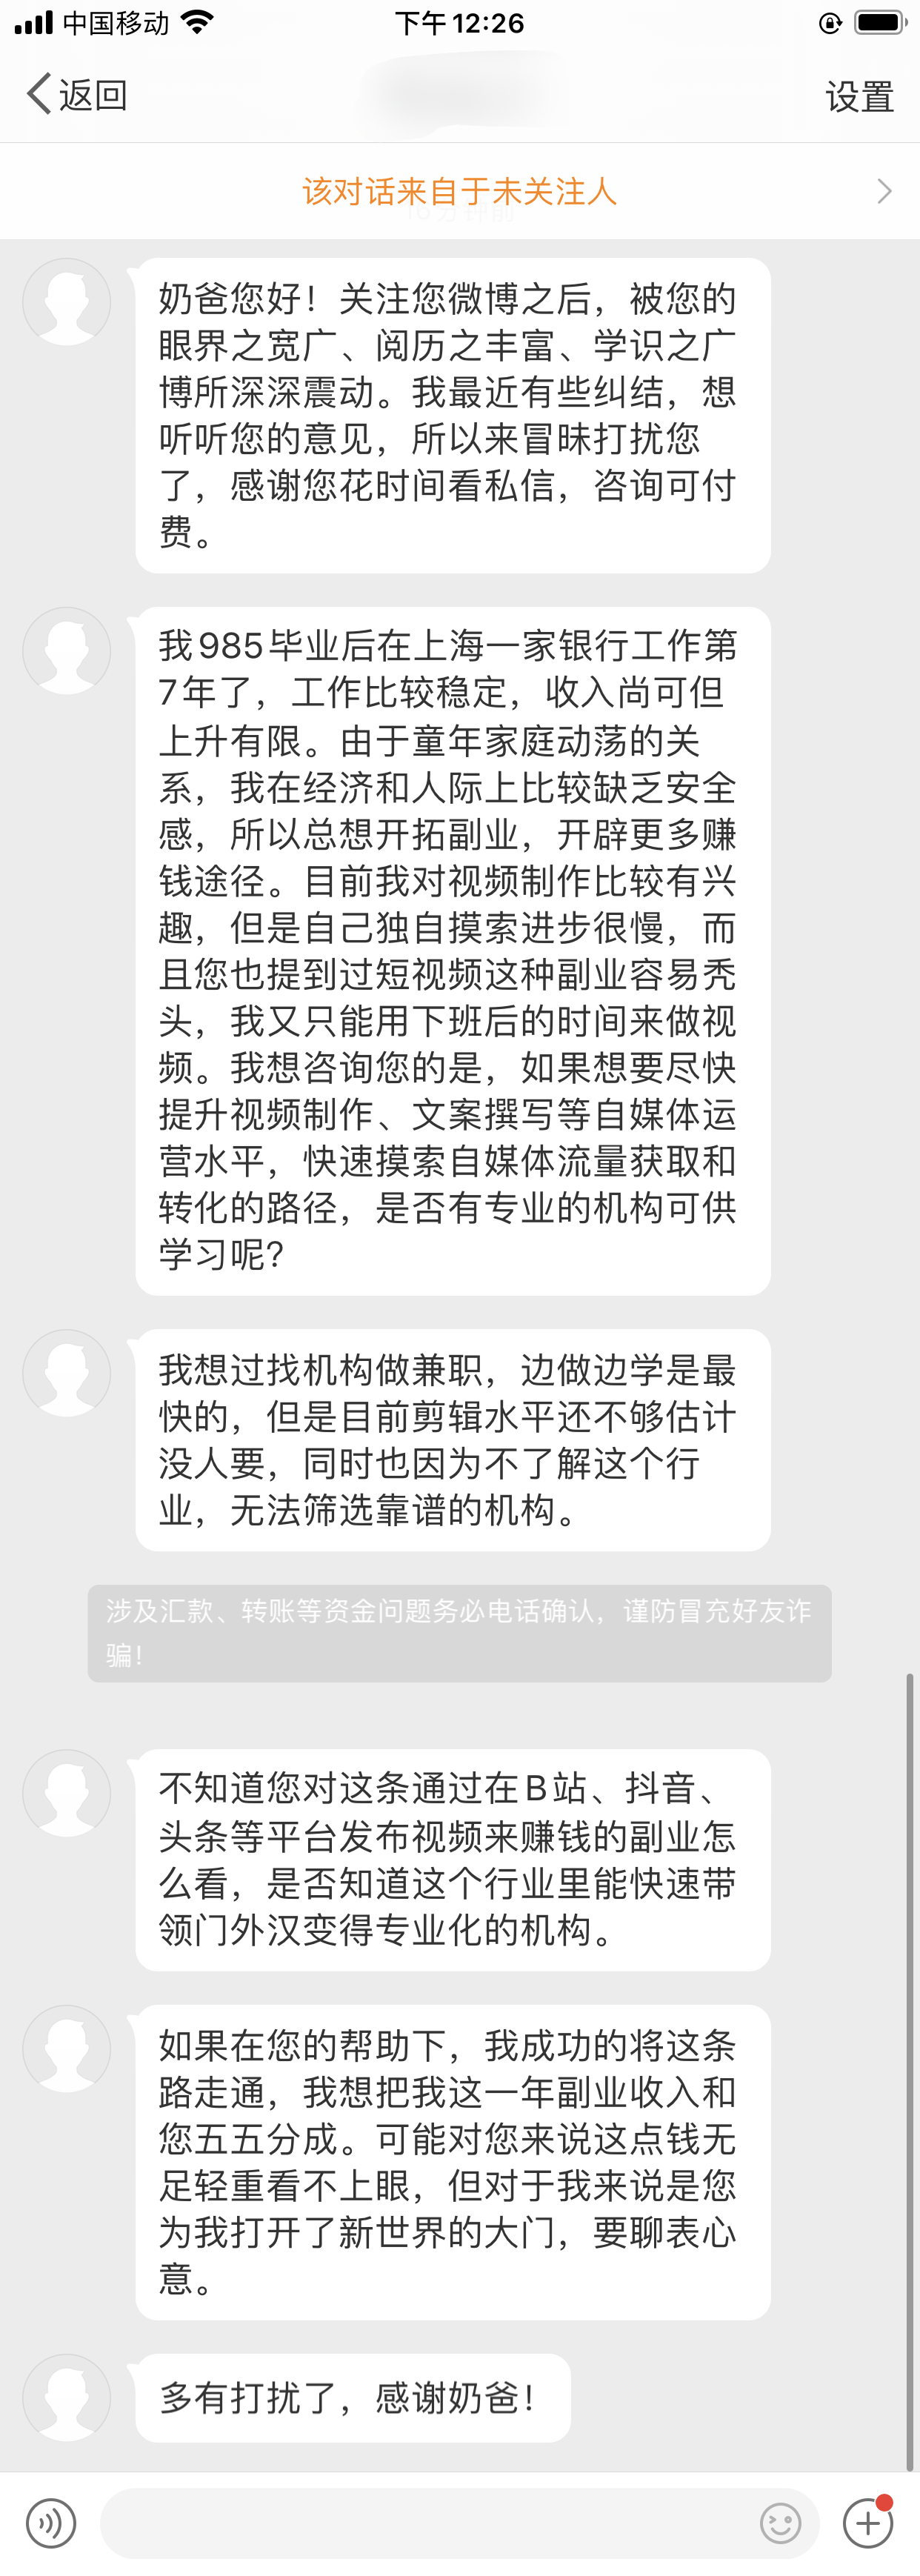 中国移动
下午12:26
返回
设置
该对话来自于未关注人
奶爸您好！关注您微博之后，被您的
眼界之宽广、阅历之丰富、学识之广
博所深深震动。我最近有些纠结，想
听听您的意见，所以来冒昧打扰您
了，感谢您花时间看私信，咨询可付
费。
我985毕业后在上海一家银行工作第
7年了，工作比较稳定，收入尚可但
上升有限。由于童年家庭动荡的关
系，我在经济和人际上比较缺乏安全
感，所以总想开拓副业，开辟更多赚
钱途径。目前我对视频制作比较有兴
趣，但是自己独自摸索进步很慢，而
且您也提到过短视频这种副业容易秃
头，我又只能用下班后的时间来做视
频。我想咨询您的是，如果想要尽快
提升视频制作、文案撰写等自媒体运
营水平，快速摸索自媒体流量获取和
转化的路径，是否有专业的机构可供
学习呢？
我想过找机构做兼职，边做边学是最
快的，但是目前剪辑水平还不够估计
没人要，同时也因为不了解这个行
业，无法筛选靠谱的机构。
涉及汇款、转账等资金问题务必电话确认，谨防冒充好友诈
骗！
不知道您对这条通过在B站、抖音、
头条等平台发布视频来赚钱的副业怎
么看，是否知道这个行业里能快速带
领门外汉变得专业化的机构。
如果在您的帮助下，我成功的将这条
路走通，我想把我这一年副业收入和
您五五分成。可能对您来说这点钱无
足轻重看不上眼，但对于我来说是您
为我打开了新世界的大门，要聊表心
意。
多有打扰了，感谢奶爸！